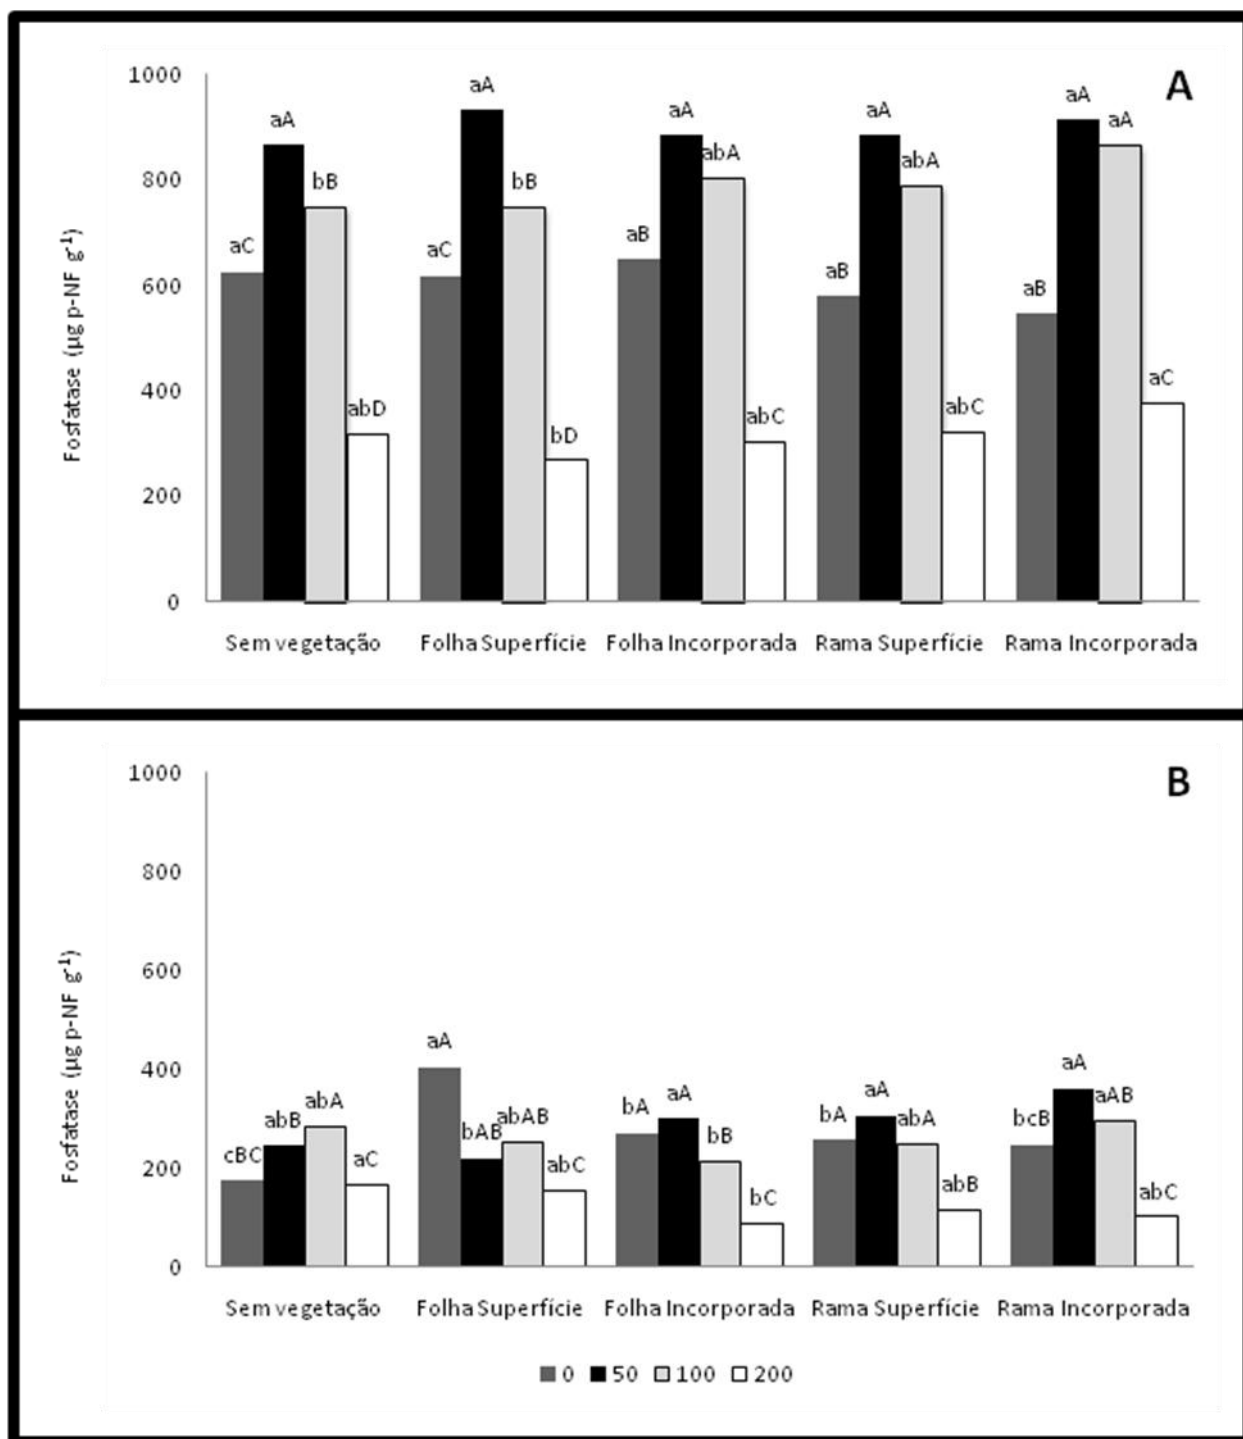 A
1000
800
600
400
200
0
Fosfatase (µg p-NF g⁻¹)
aC aA bB abD
aC aA bB bD
aB aA abA abC
aB aA abA abC
aB aA aA aC
Sem vegetação Folha Superfície Folha Incorporada Rama Superfície Rama Incorporada
B
1000
800
600
400
200
0
Fosfatase (µg p-NF g⁻¹)
cBC abB abA aC
aA bAB abAB abC
bA aA bB bC
bA aA abA abB
bcB aA aAB abC
Sem vegetação Folha Superfície Folha Incorporada Rama Superfície Rama Incorporada
0 50 100 200